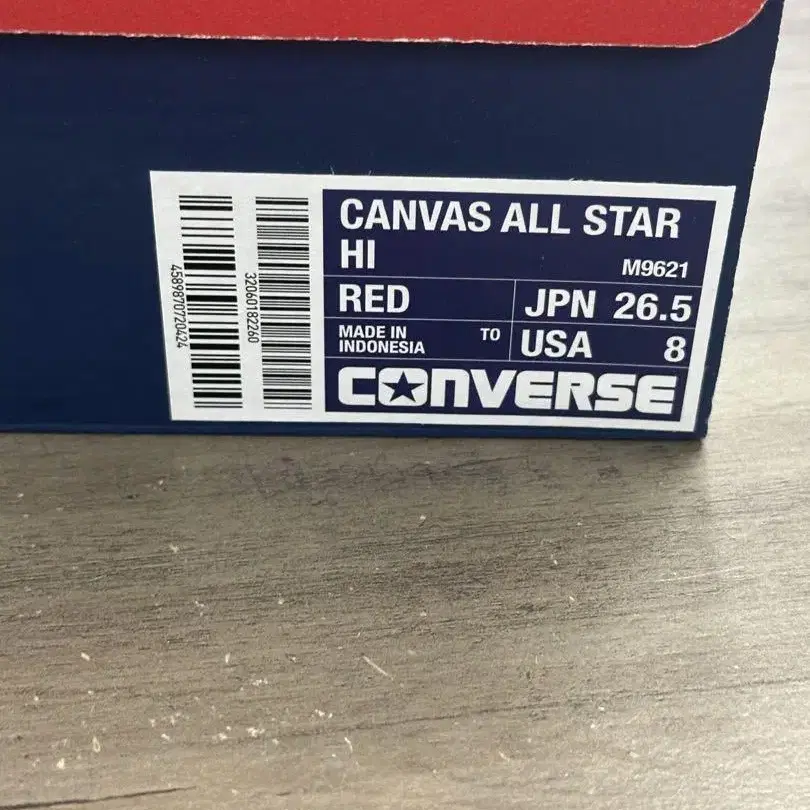 4589870720424
32060182260
CANVAS ALL STAR
HI
M9621
RED
JPN 26.5
MADE IN
INDONESIA
TO
USA 8
CONVERSE